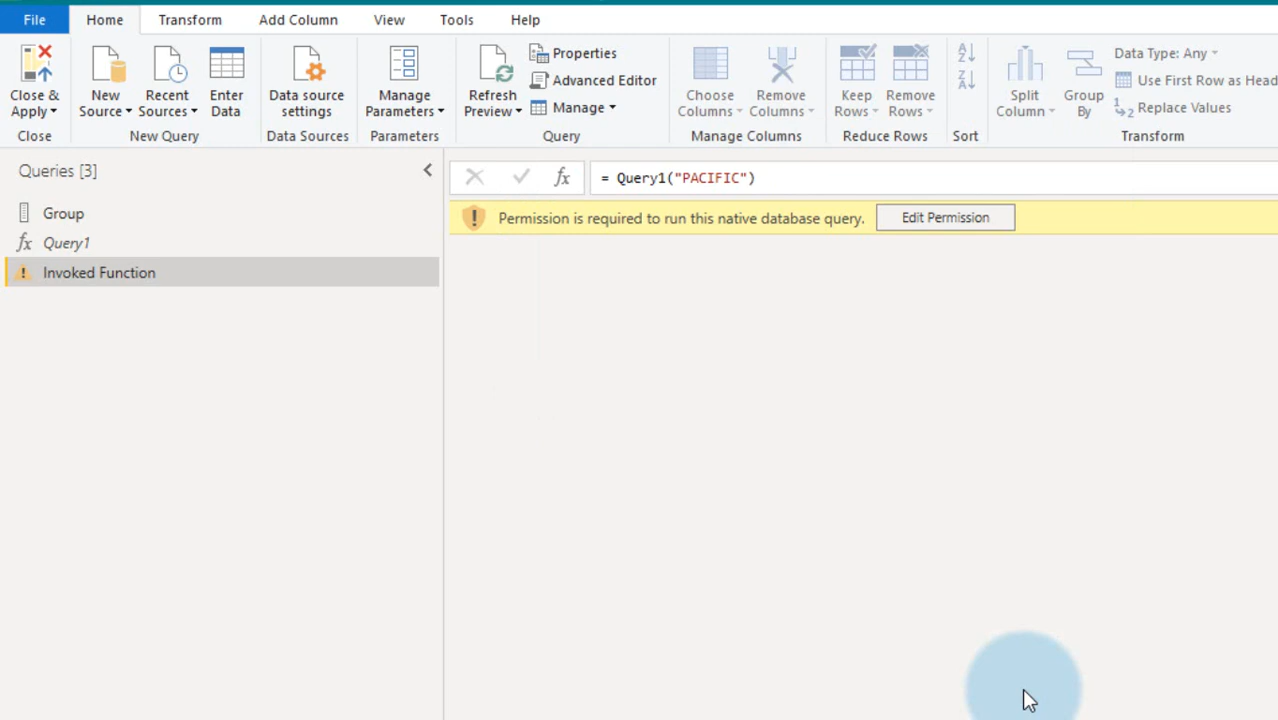 File Home Transform Add Column View Tools Help
Close & Apply New Source Recent Sources Enter Data Data source settings Manage Parameters Refresh Preview Properties Advanced Editor Manage Choose Columns Remove Columns Keep Rows Remove Rows Split Column Group By Data Type: Any Use First Row as Head Replace Values
Close New Query Data Sources Parameters Query Manage Columns Reduce Rows Sort Transform
Queries [3] fx = Query1("PACIFIC")
Permission is required to run this native database query. Edit Permission
Group
fx Query1
Invoked Function